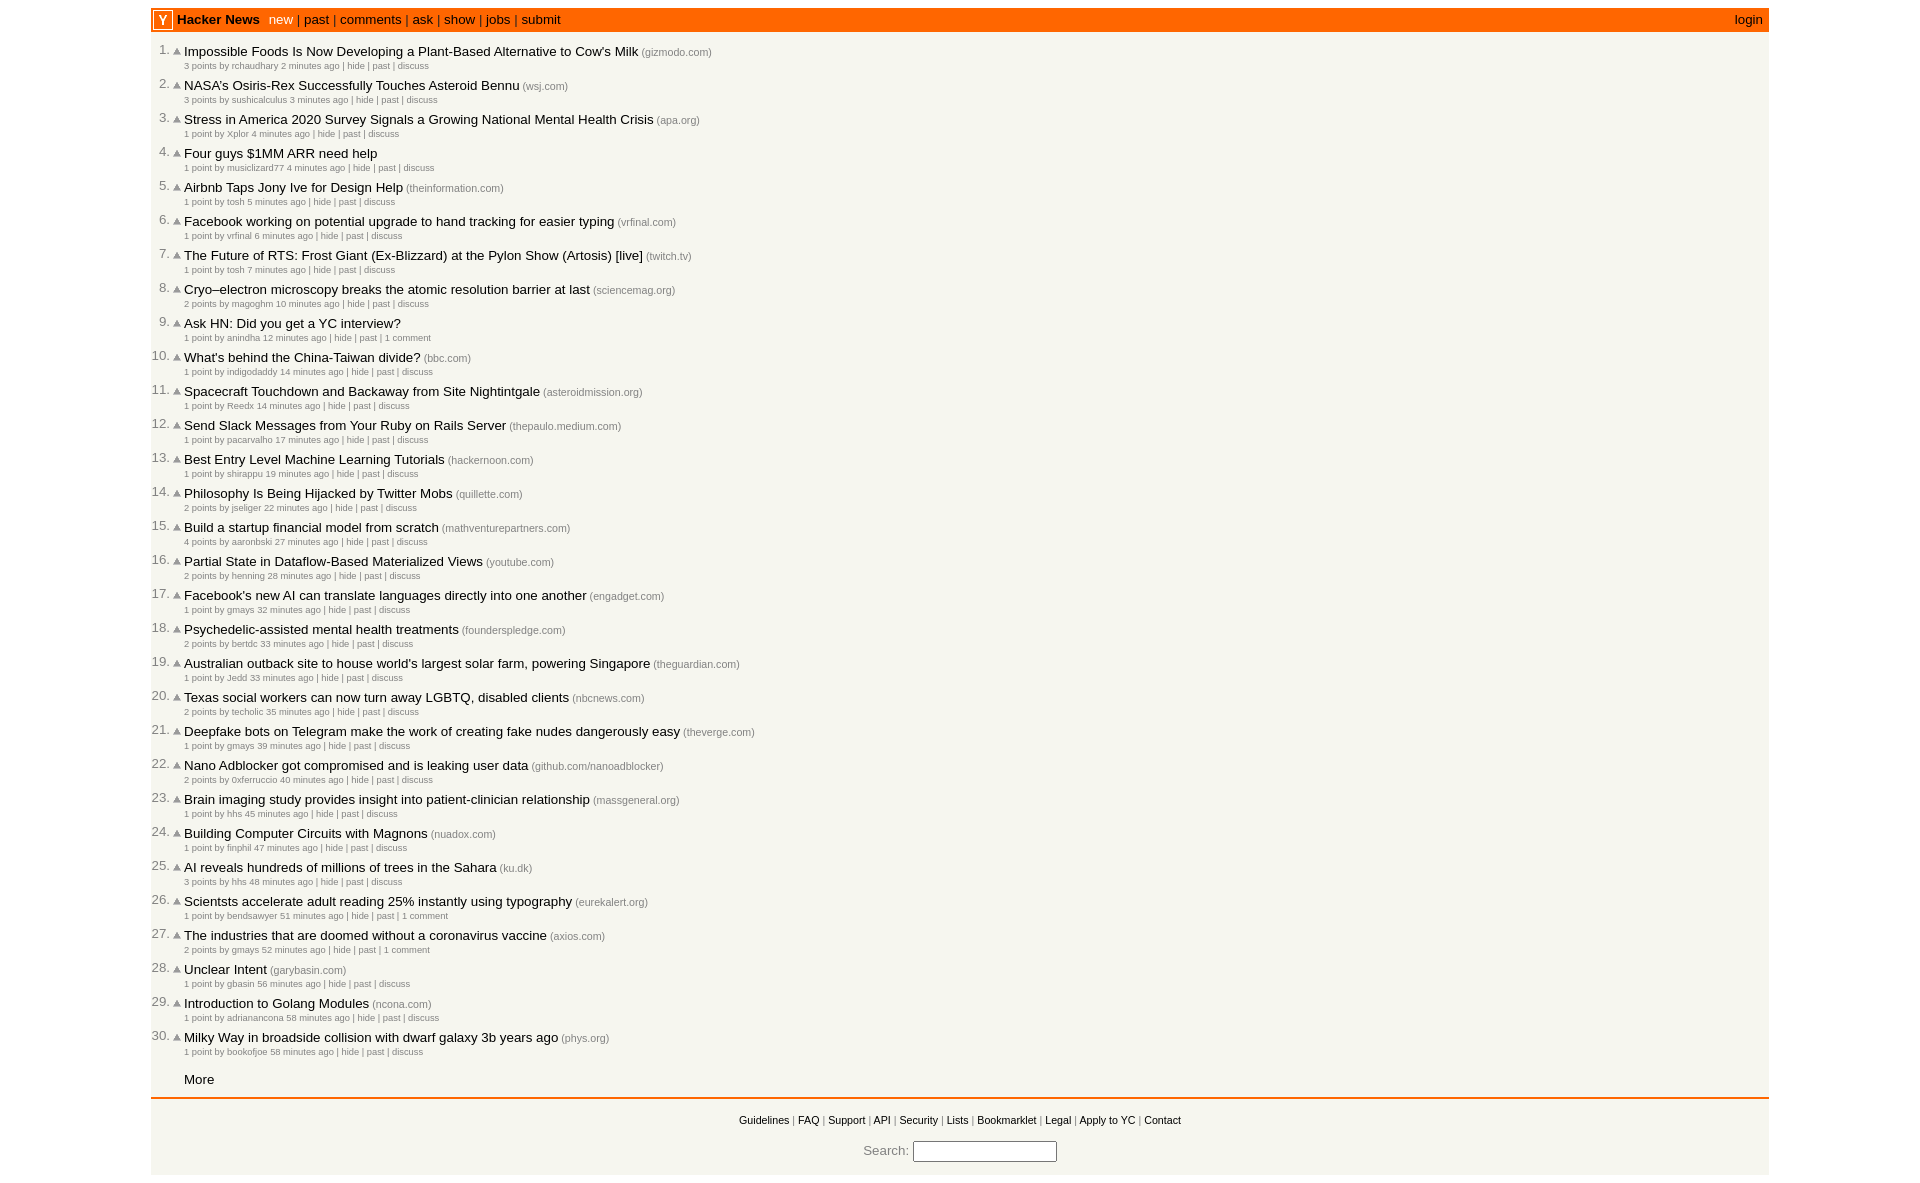 Y Hacker News new | past | comments | ask | show | jobs | submit login
1. Impossible Foods Is Now Developing a Plant-Based Alternative to Cow's Milk (gizmodo.com)
3 points by rchaudhary 2 minutes ago | hide | past | discuss
2. NASA's Osiris-Rex Successfully Touches Asteroid Bennu (wsj.com)
3 points by sushicalculus 3 minutes ago | hide | past | discuss
3. Stress in America 2020 Survey Signals a Growing National Mental Health Crisis (apa.org)
1 point by Xplor 4 minutes ago | hide | past | discuss
4. Four guys $1MM ARR need help
1 point by musiclizard77 4 minutes ago | hide | past | discuss
5. Airbnb Taps Jony Ive for Design Help (theinformation.com)
1 point by tosh 5 minutes ago | hide | past | discuss
6. Facebook working on potential upgrade to hand tracking for easier typing (vrfinal.com)
1 point by vrfinal 6 minutes ago | hide | past | discuss
7. The Future of RTS: Frost Giant (Ex-Blizzard) at the Pylon Show (Artosis) [live] (twitch.tv)
1 point by tosh 7 minutes ago | hide | past | discuss
8. Cryo–electron microscopy breaks the atomic resolution barrier at last (sciencemag.org)
2 points by magoghm 10 minutes ago | hide | past | discuss
9. Ask HN: Did you get a YC interview?
1 point by anindha 12 minutes ago | hide | past | 1 comment
10. What's behind the China-Taiwan divide? (bbc.com)
1 point by indigodaddy 14 minutes ago | hide | past | discuss
11. Spacecraft Touchdown and Backaway from Site Nightintgale (asteroidmission.org)
1 point by Reedx 14 minutes ago | hide | past | discuss
12. Send Slack Messages from Your Ruby on Rails Server (thepaulo.medium.com)
1 point by pacarvalho 17 minutes ago | hide | past | discuss
13. Best Entry Level Machine Learning Tutorials (hackernoon.com)
1 point by shirappu 19 minutes ago | hide | past | discuss
14. Philosophy Is Being Hijacked by Twitter Mobs (quillette.com)
2 points by jseliger 22 minutes ago | hide | past | discuss
15. Build a startup financial model from scratch (mathventurepartners.com)
4 points by aaronbski 27 minutes ago | hide | past | discuss
16. Partial State in Dataflow-Based Materialized Views (youtube.com)
2 points by henning 28 minutes ago | hide | past | discuss
17. Facebook's new AI can translate languages directly into one another (engadget.com)
1 point by gmays 32 minutes ago | hide | past | discuss
18. Psychedelic-assisted mental health treatments (founderspledge.com)
2 points by bertdc 33 minutes ago | hide | past | discuss
19. Australian outback site to house world's largest solar farm, powering Singapore (theguardian.com)
1 point by Jedd 33 minutes ago | hide | past | discuss
20. Texas social workers can now turn away LGBTQ, disabled clients (nbcnews.com)
2 points by techolic 35 minutes ago | hide | past | discuss
21. Deepfake bots on Telegram make the work of creating fake nudes dangerously easy (theverge.com)
1 point by gmays 39 minutes ago | hide | past | discuss
22. Nano Adblocker got compromised and is leaking user data (github.com/nanoadblocker)
2 points by 0xferruccio 40 minutes ago | hide | past | discuss
23. Brain imaging study provides insight into patient-clinician relationship (massgeneral.org)
1 point by hhs 45 minutes ago | hide | past | discuss
24. Building Computer Circuits with Magnons (nuadox.com)
1 point by finphil 47 minutes ago | hide | past | discuss
25. AI reveals hundreds of millions of trees in the Sahara (ku.dk)
3 points by hhs 48 minutes ago | hide | past | discuss
26. Scientsts accelerate adult reading 25% instantly using typography (eurekalert.org)
1 point by bendsawyer 51 minutes ago | hide | past | 1 comment
27. The industries that are doomed without a coronavirus vaccine (axios.com)
2 points by gmays 52 minutes ago | hide | past | 1 comment
28. Unclear Intent (garybasin.com)
1 point by gbasin 56 minutes ago | hide | past | discuss
29. Introduction to Golang Modules (ncona.com)
1 point by adrianancona 58 minutes ago | hide | past | discuss
30. Milky Way in broadside collision with dwarf galaxy 3b years ago (phys.org)
1 point by bookofjoe 58 minutes ago | hide | past | discuss
More
Guidelines | FAQ | Support | API | Security | Lists | Bookmarklet | Legal | Apply to YC | Contact
Search: